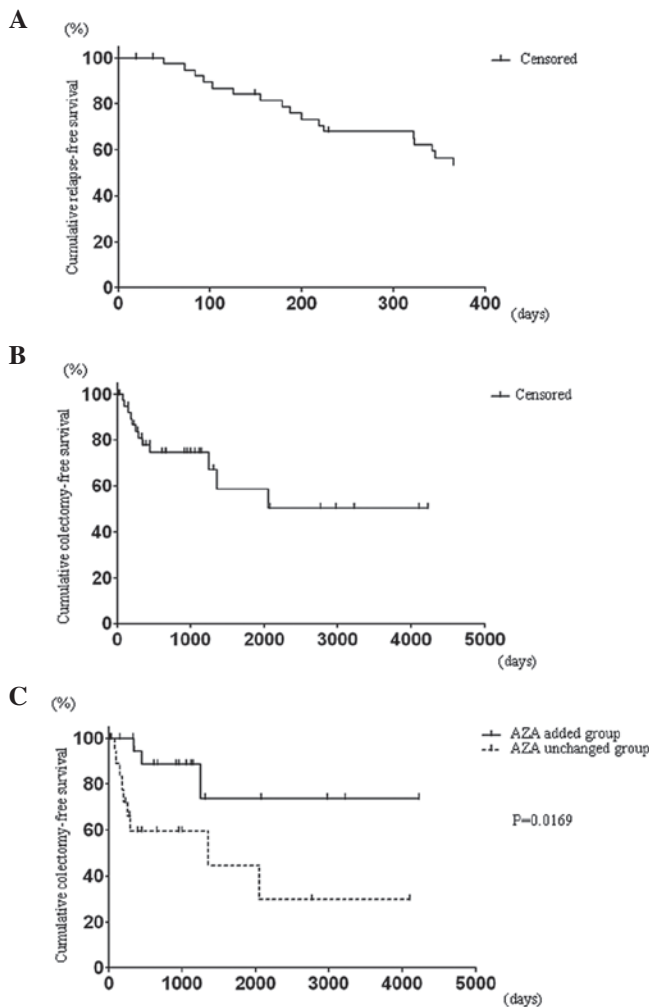 A
(%)
Cumulative relapse-free survival
100
80
60
40
20
0
0 100 200 300 400
(days)
Censored
B
(%)
Cumulative colectomy-free survival
100
80
60
40
20
0
0 1000 2000 3000 4000 5000
(days)
Censored
C
(%)
Cumulative colectomy-free survival
100
80
60
40
20
0
0 1000 2000 3000 4000 5000
(days)
AZA added group
AZA unchanged group
P=0.0169